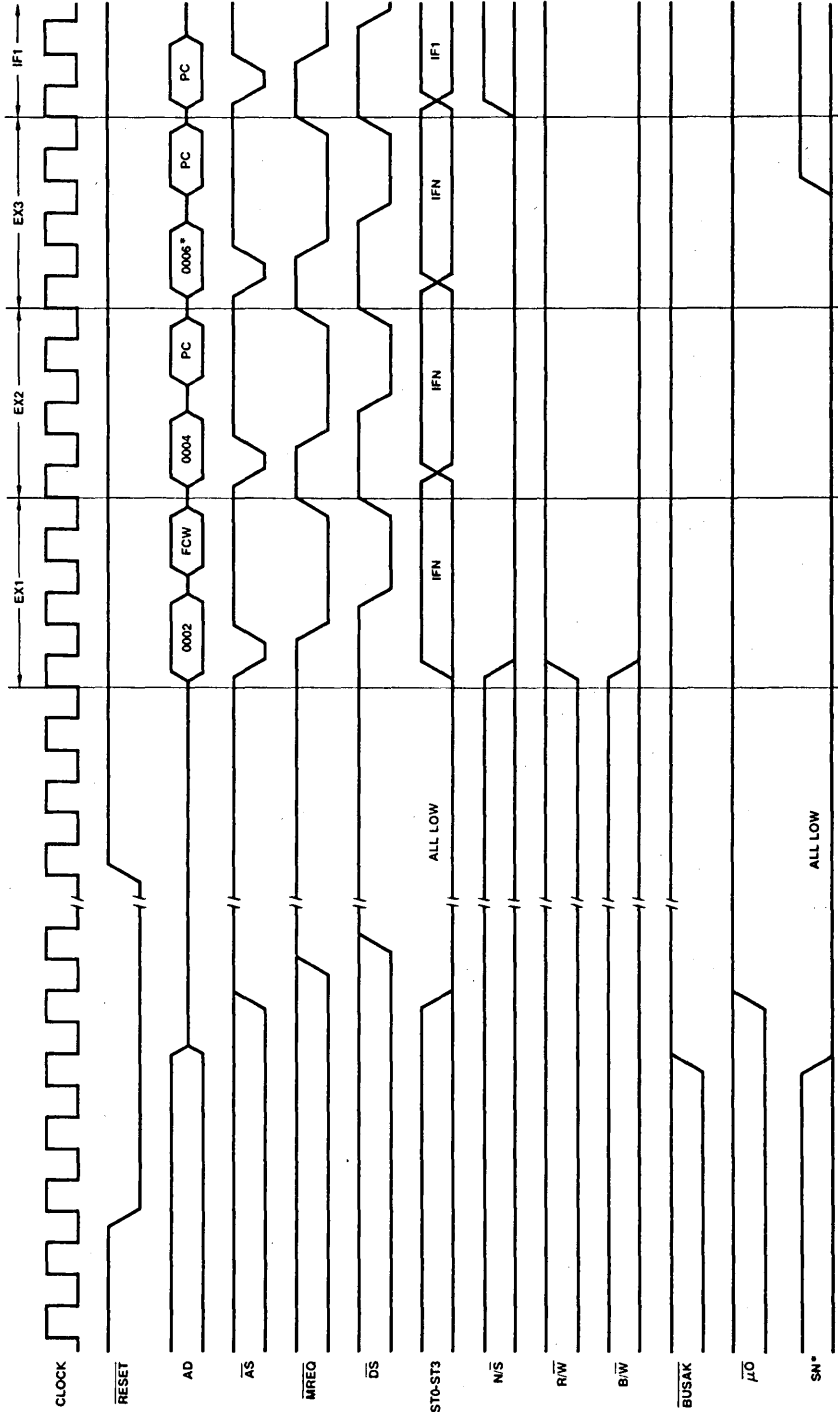 EX1 EX2 EX3 IF1
CLOCK
RESET
AD 0002 FCW 0004 PC 0006* PC PC
AS
MREQ
DS
ST0-ST3 ALL LOW IFN IFN IFN IF1
N/S
R/W
B/W
BUSAK
μO
SN* ALL LOW